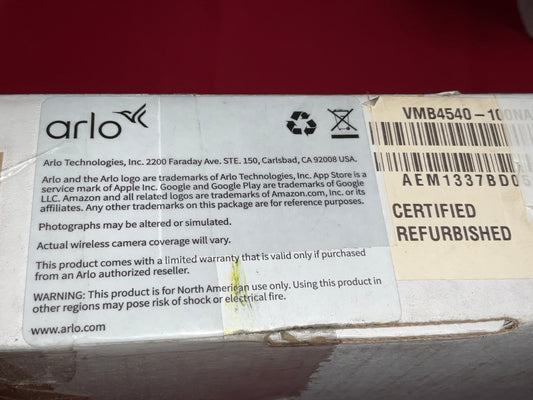 arlo
Arlo Technologies, Inc. 2200 Faraday Ave. STE. 150, Carlsbad, CA 92008 USA.
Arlo and the Arlo logo are trademarks of Arlo Technologies, Inc. App Store is a
service mark of Apple Inc. Google and Google Play are trademarks of Google
LLC. Amazon and all related logos are trademarks of Amazon.com, Inc. or its
affiliates. Any other trademarks on this package are for reference purposes.
Photographs may be altered or simulated.
Actual wireless camera coverage will vary.
This product comes with a limited warranty that is valid only if purchased
from an Arlo authorized reseller.
WARNING: This product is for North American use only. Using this product in
other regions may pose risk of shock or electrical fire.
www.arlo.com
VMB4540-100NA
AEM1337BD05
CERTIFIED
REFURBISHED